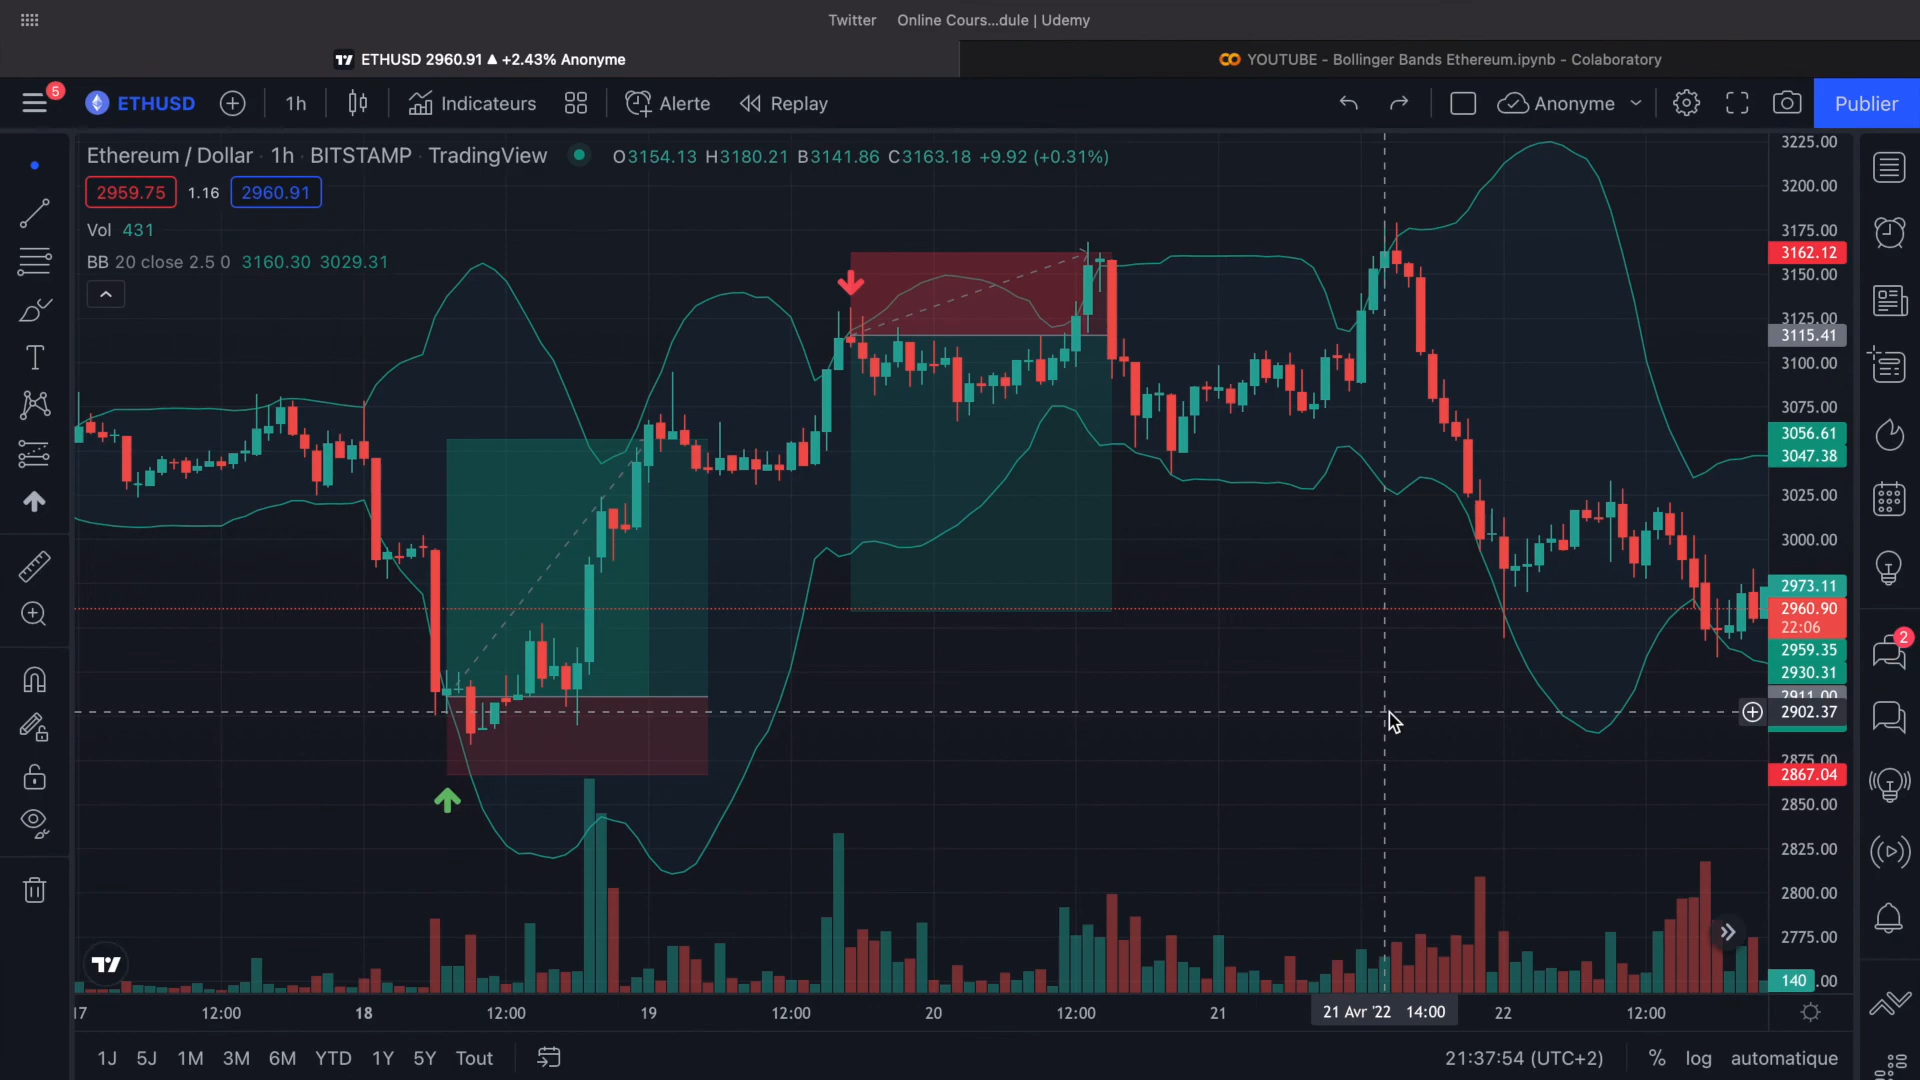 Twitter Online Cours...dule | Udemy
ETHUSD 2960.91 ▲ +2.43% Anonyme
YOUTUBE - Bollinger Bands Ethereum.ipynb - Colaboratory
5
ETHUSD 1h Indicateurs Alerte Replay Anonyme Publier
Ethereum / Dollar · 1h · BITSTAMP · TradingView O3154.13 H3180.21 B3141.86 C3163.18 +9.92 (+0.31%)
2959.75 1.16 2960.91
Vol 431
BB 20 close 2.5 0 3160.30 3029.31
3225.00
3200.00
3175.00
3162.12
3150.00
3125.00
3115.41
3100.00
3075.00
3056.61
3047.38
3025.00
3000.00
2973.11
2960.90
22:06
2959.35
2930.31
2911.00
2902.37
2875.00
2867.04
2850.00
2825.00
2800.00
2775.00
140 .00
2
17 12:00 18 12:00 19 12:00 20 12:00 21 21 Avr '22 14:00 22 12:00
1J 5J 1M 3M 6M YTD 1Y 5Y Tout 21:37:54 (UTC+2) % log automatique